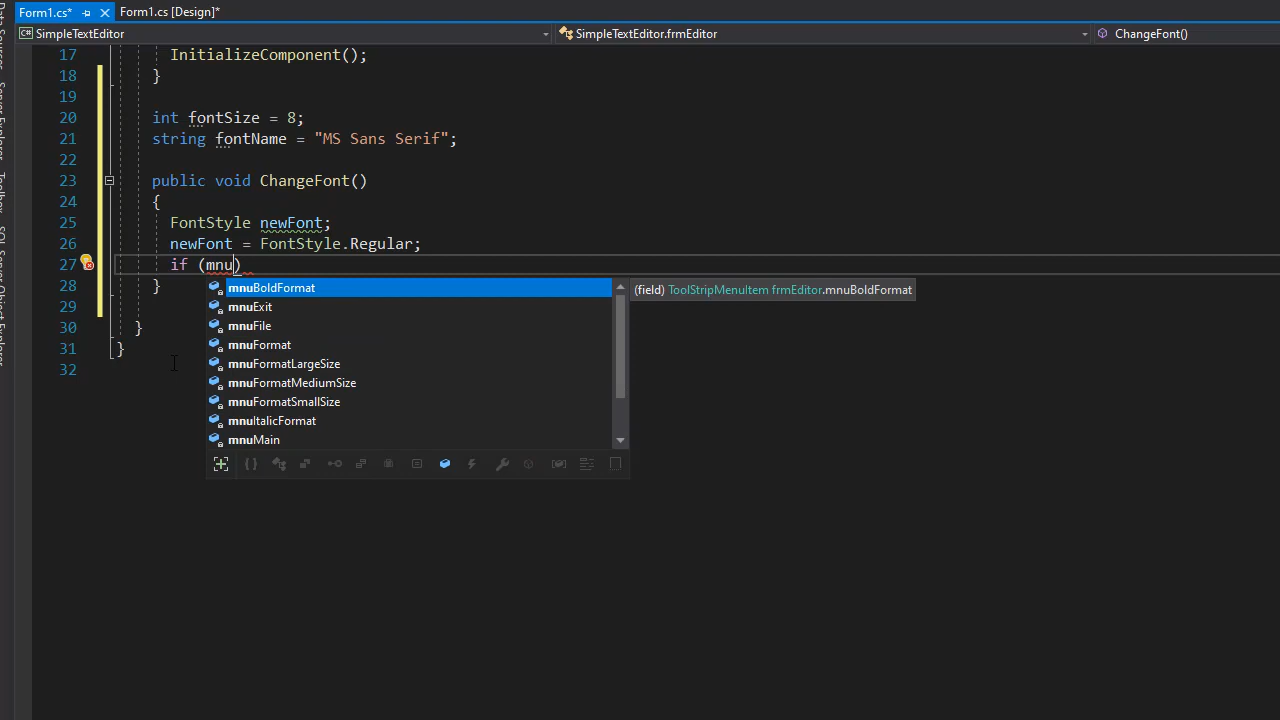 Form1.cs*
Form1.cs [Design]*
SimpleTextEditor
SimpleTextEditor.frmEditor
ChangeFont()
17 InitializeComponent();
18 }
19
20 int fontSize = 8;
21 string fontName = "MS Sans Serif";
22
23 public void ChangeFont()
24 {
25 FontStyle newFont;
26 newFont = FontStyle.Regular;
27 if (mnu)
28 }
29
30 }
31 }
32
mnuBoldFormat
mnuExit
mnuFile
mnuFormat
mnuFormatLargeSize
mnuFormatMediumSize
mnuFormatSmallSize
mnuItalicFormat
mnuMain
(field) ToolStripMenuItem frmEditor.mnuBoldFormat